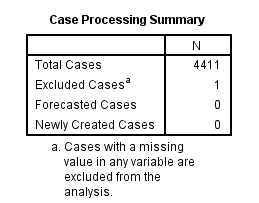 Case Processing Summary
N
Total Cases 4411
Excluded Casesa 1
Forecasted Cases 0
Newly Created Cases 0
a. Cases with a missing
value in any variable are
excluded from the
analysis.